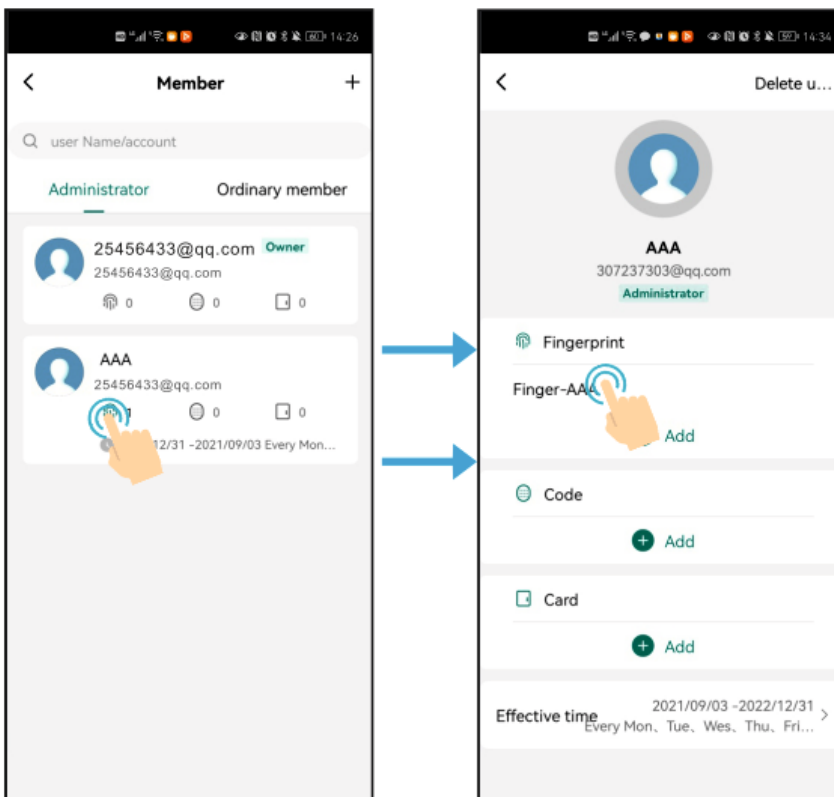 14:26
Member
user Name/account
Administrator
Ordinary member
25456433@qq.com Owner
25456433@qq.com
0
0
0
AAA
25456433@qq.com
1
0
0
12/31 -2021/09/03 Every Mon...
14:34
Delete u...
AAA
307237303@qq.com
Administrator
Fingerprint
Finger-AAA
Add
Code
Add
Card
Add
Effective time
2021/09/03 -2022/12/31
Every Mon、Tue、Wes、Thu、Fri...